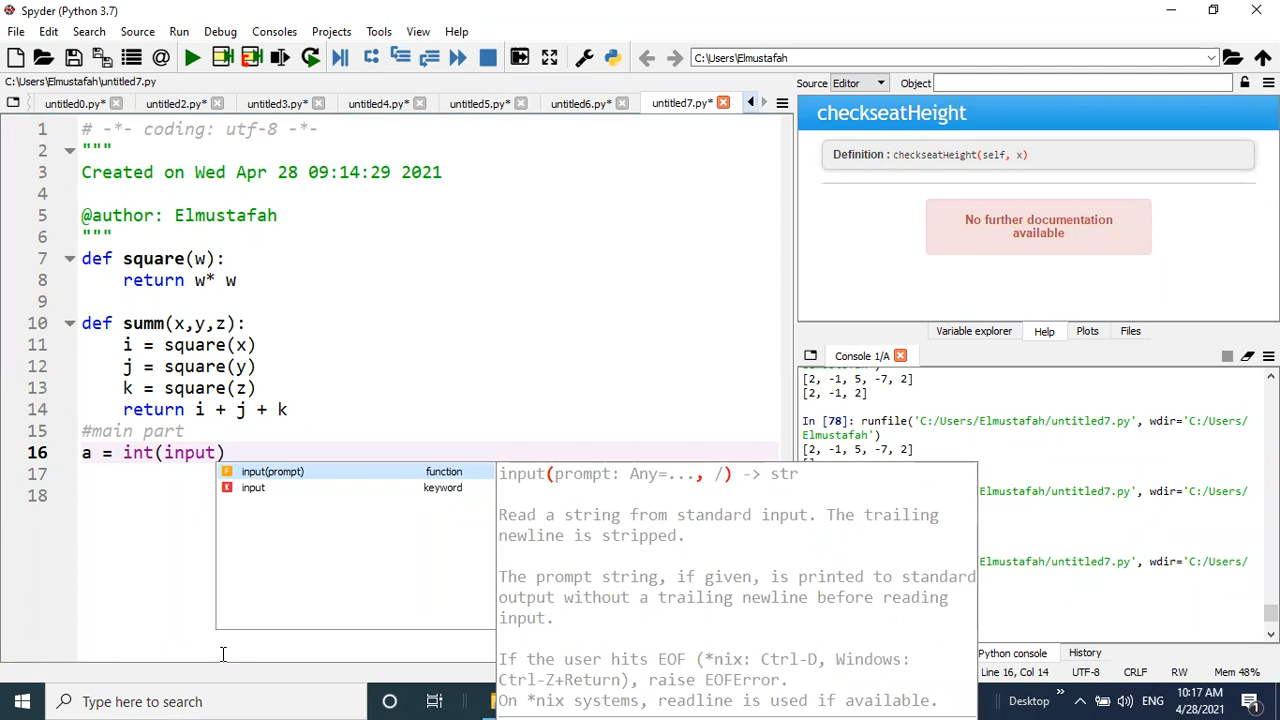 Spyder (Python 3.7)
File Edit Search Source Run Debug Consoles Projects Tools View Help
C:\Users\Elmustafah
C:\Users\Elmustafah\untitled7.py
Source Editor Object
untitled0.py* untitled2.py* untitled3.py* untitled4.py* untitled5.py* untitled6.py* untitled7.py*
checkseatHeight
Definition : checkseatHeight(self, x)
No further documentation
available
Variable explorer Help Plots Files
1 # -*- coding: utf-8 -*-
2 """
3 Created on Wed Apr 28 09:14:29 2021
4
5 @author: Elmustafah
6 """
7 def square(w):
8 return w* w
9
10 def summ(x,y,z):
11 i = square(x)
12 j = square(y)
13 k = square(z)
14 return i + j + k
15 #main part
16 a = int(input)
17
18
input(prompt) function
input keyword
input(prompt: Any=..., /) -> str
Read a string from standard input. The trailing
newline is stripped.
The prompt string, if given, is printed to standard
output without a trailing newline before reading
input.
If the user hits EOF (*nix: Ctrl-D, Windows:
Ctrl-Z+Return), raise EOFError.
On *nix systems, readline is used if available.
Console 1/A
[2, -1, 5, -7, 2]
[2, -1, 2]
In [78]: runfile('C:/Users/Elmustafah/untitled7.py', wdir='C:/Users/
Elmustafah')
[2, -1, 5, -7, 2]
Elmustafah/untitled7.py', wdir='C:/Users/
Elmustafah/untitled7.py', wdir='C:/Users/
Python console History
Line 16, Col 14 UTF-8 CRLF RW Mem 48%
Type here to search
Desktop ENG
10:17 AM
4/28/2021
1